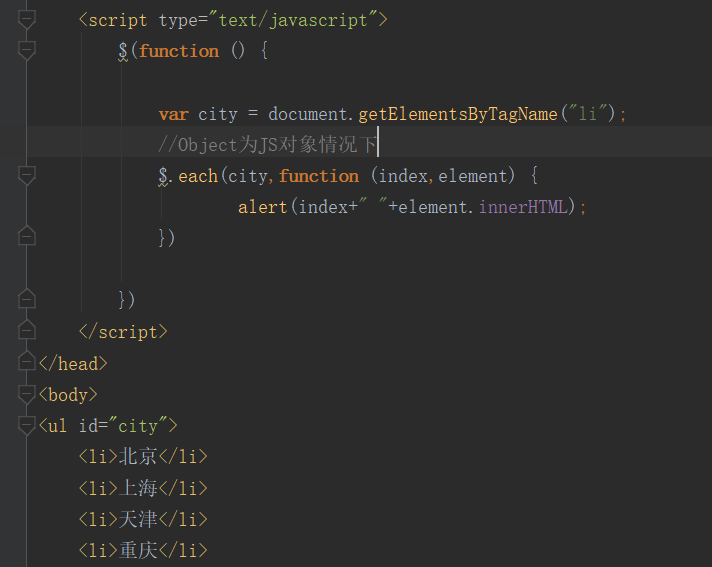 <script type="text/javascript">
$(function () {
var city = document.getElementsByTagName("li");
//Object为JS对象情况下
$.each(city,function (index,element) {
alert(index+" "+element.innerHTML);
})
})
</script>
</head>
<body>
<ul id="city">
<li>北京</li>
<li>上海</li>
<li>天津</li>
<li>重庆</li>